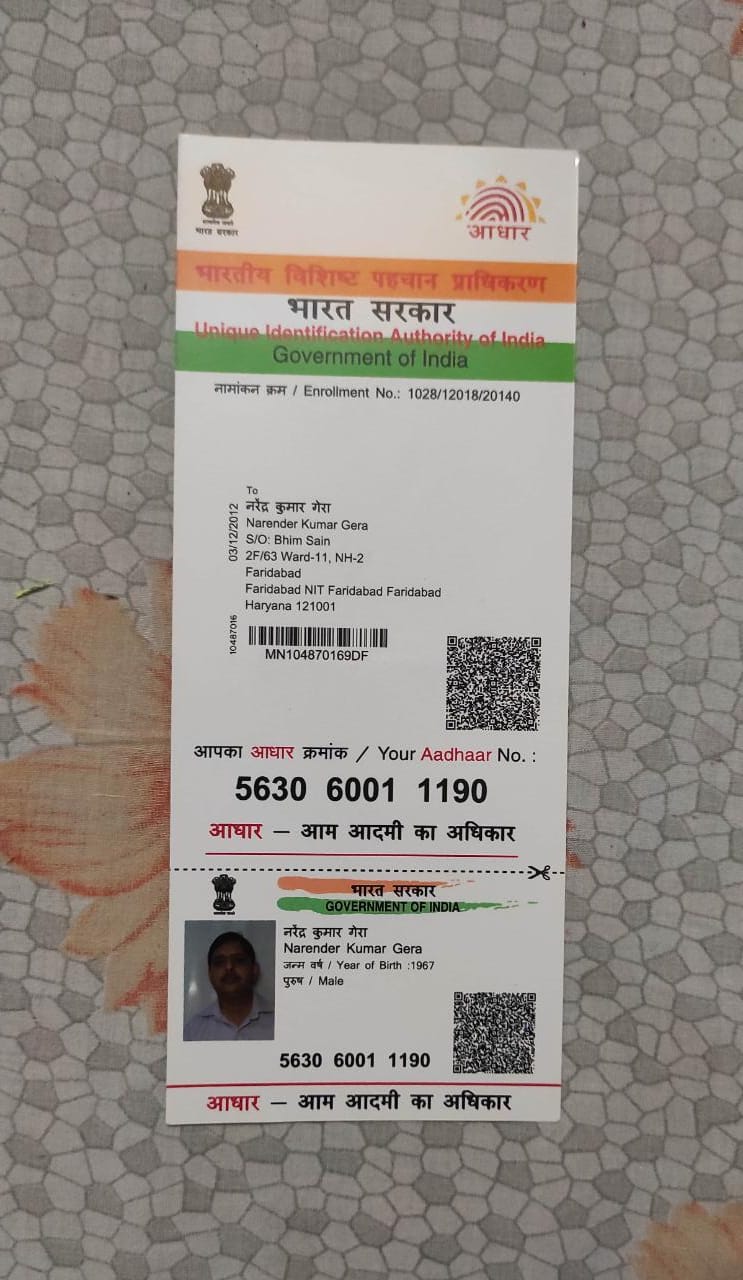 भारत सरकार
आधार
भारतीय विशिष्ट पहचान प्राधिकरण
भारत सरकार
Unique Identification Authority of India
Government of India
नामांकन क्रम / Enrollment No.: 1028/12018/20140
To
नरेंद्र कुमार गेरा
Narender Kumar Gera
S/O: Bhim Sain
2F/63 Ward-11, NH-2
Faridabad
Faridabad NIT Faridabad Faridabad
Haryana 121001
03/12/2012
10487016
MN104870169DF
आपका आधार क्रमांक / Your Aadhaar No. :
5630 6001 1190
आधार – आम आदमी का अधिकार
भारत सरकार
GOVERNMENT OF INDIA
नरेंद्र कुमार गेरा
Narender Kumar Gera
जन्म वर्ष / Year of Birth :1967
पुरुष / Male
5630 6001 1190
आधार – आम आदमी का अधिकार